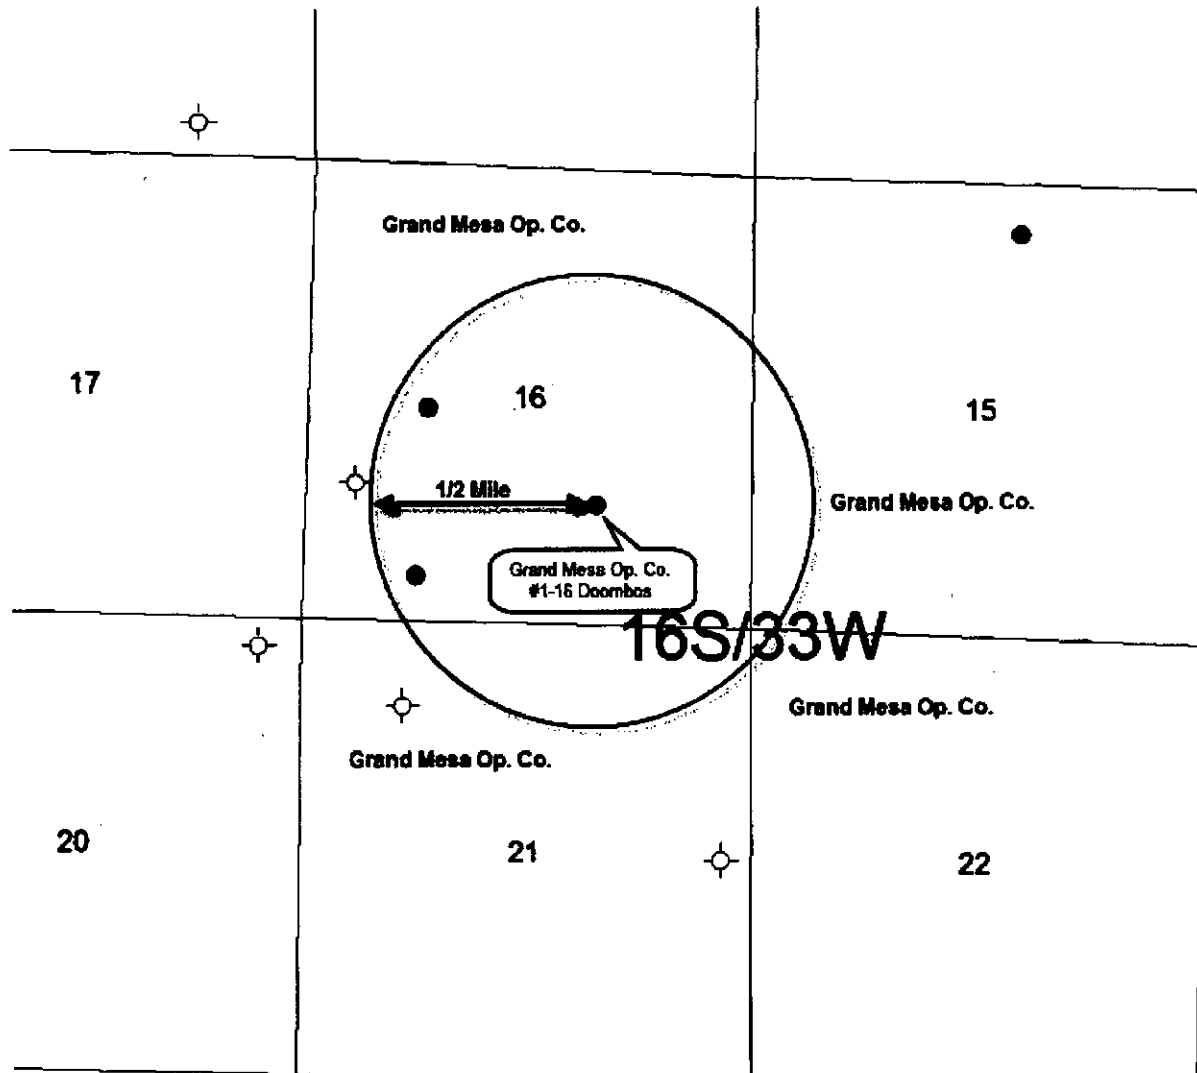 Grand Mesa Op. Co.
17
16
15
1/2 Mile
Grand Mesa Op. Co.
Grand Mesa Op. Co.
#1-16 Doornbos
16S/33W
Grand Mesa Op. Co.
Grand Mesa Op. Co.
20
21
22